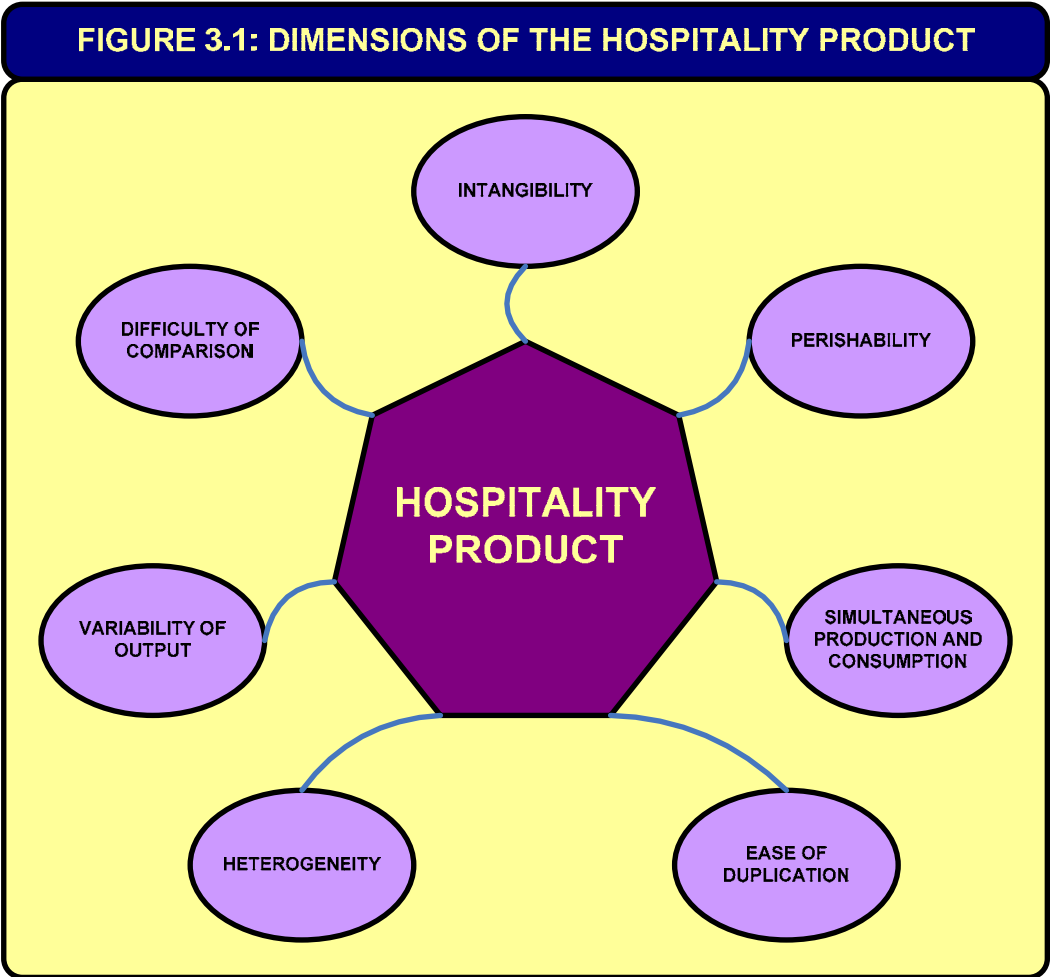 FIGURE 3.1: DIMENSIONS OF THE HOSPITALITY PRODUCT
INTANGIBILITY
DIFFICULTY OF
COMPARISON
PERISHABILITY
HOSPITALITY
PRODUCT
VARIABILITY OF
OUTPUT
SIMULTANEOUS
PRODUCTION AND
CONSUMPTION
HETEROGENEITY
EASE OF
DUPLICATION